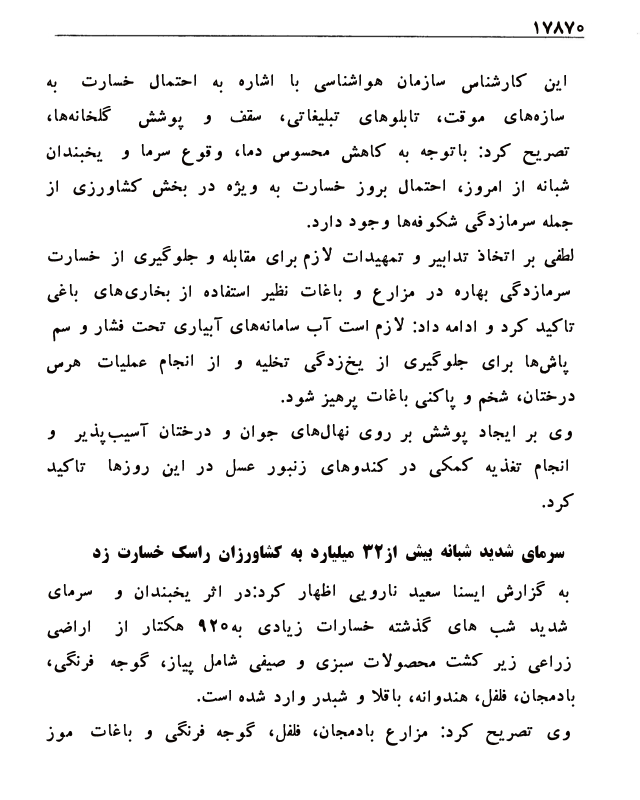 ۱۷۸۷۰
این کارشناس سازمان هواشناسی با اشاره به احتمال خسارت به
سازه‌های موقت، تابلوهای تبلیغاتی، سقف و پوشش گلخانه‌ها،
تصریح کرد: باتوجه به کاهش محسوس دما، وقوع سرما و یخبندان
شبانه از امروز، احتمال بروز خسارت به ویژه در بخش کشاورزی از
جمله سرمازدگی شکوفه‌ها وجود دارد.
لطفی بر اتخاذ تدابیر و تمهیدات لازم برای مقابله و جلوگیری از خسارت
سرمازدگی بهاره در مزارع و باغات نظیر استفاده از بخاری‌های باغی
تاکید کرد و ادامه داد: لازم است آب سامانه‌های آبیاری تحت فشار و سم
پاش‌ها برای جلوگیری از یخ‌زدگی تخلیه و از انجام عملیات هرس
درختان، شخم و پاکنی باغات پرهیز شود.
وی بر ایجاد پوشش بر روی نهال‌های جوان و درختان آسیب‌پذیر و
انجام تغذیه کمکی در کندوهای زنبور عسل در این روزها تاکید
کرد.
سرمای شدید شبانه بیش از۳۲ میلیارد به کشاورزان راسک خسارت زد
به گزارش ایسنا سعید نارویی اظهار کرد:در اثر یخبندان و سرمای
شدید شب های گذشته خسارات زیادی به۹۲۰ هکتار از اراضی
زراعی زیر کشت محصولات سبزی و صیفی شامل پیاز، گوجه فرنگی،
بادمجان، فلفل، هندوانه، باقلا و شبدر وارد شده است.
وی تصریح کرد: مزارع بادمجان، فلفل، گوجه فرنگی و باغات موز